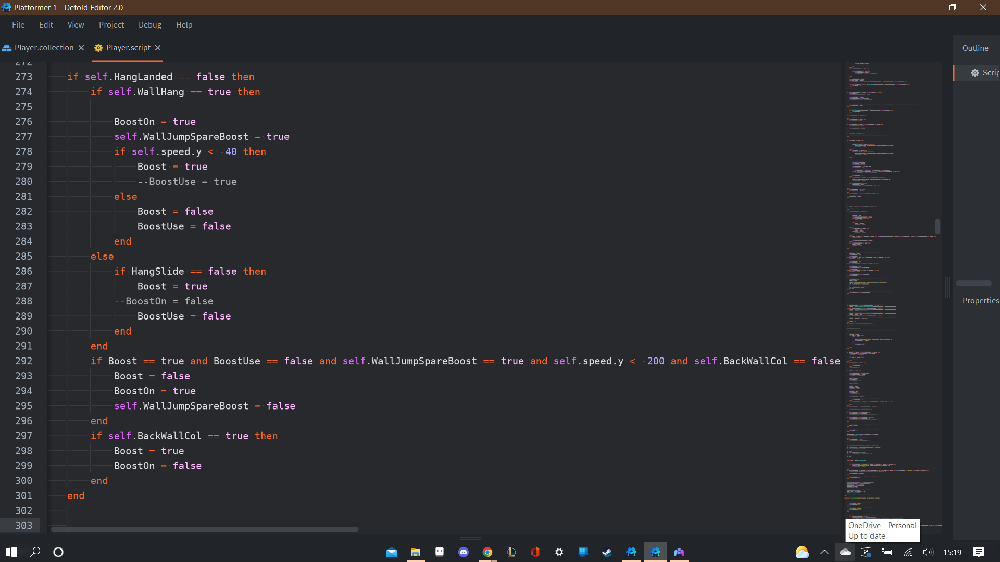 Platformer 1 - Defold Editor 2.0
File Edit View Project Debug Help
Player.collection Player.script
Outline
272
273 if self.HangLanded == false then
274 if self.WallHang == true then
275
276 BoostOn = true
277 self.WallJumpSpareBoost = true
278 if self.speed.y < -40 then
279 Boost = true
280 --BoostUse = true
281 else
282 Boost = false
283 BoostUse = false
284 end
285 else
286 if HangSlide == false then
287 Boost = true
288 --BoostOn = false
289 BoostUse = false
290 end
291 end
292 if Boost == true and BoostUse == false and self.WallJumpSpareBoost == true and self.speed.y < -200 and self.BackWallCol == false
293 Boost = false
294 BoostOn = true
295 self.WallJumpSpareBoost = false
296 end
297 if self.BackWallCol == true then
298 Boost = true
299 BoostOn = false
300 end
301 end
302
303
Scrip
Properties
OneDrive - Personal
Up to date
15:19